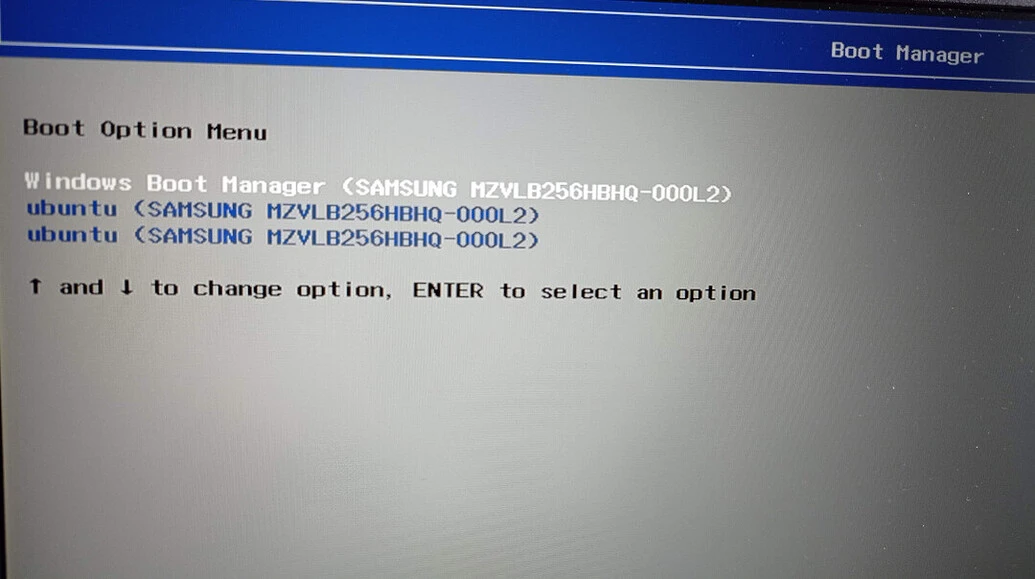 Boot Manager
Boot Option Menu
Windows Boot Manager (SAMSUNG MZVLB256HBHQ-000L2)
ubuntu (SAMSUNG MZVLB256HBHQ-000L2)
ubuntu (SAMSUNG MZVLB256HBHQ-000L2)
↑ and ↓ to change option, ENTER to select an option